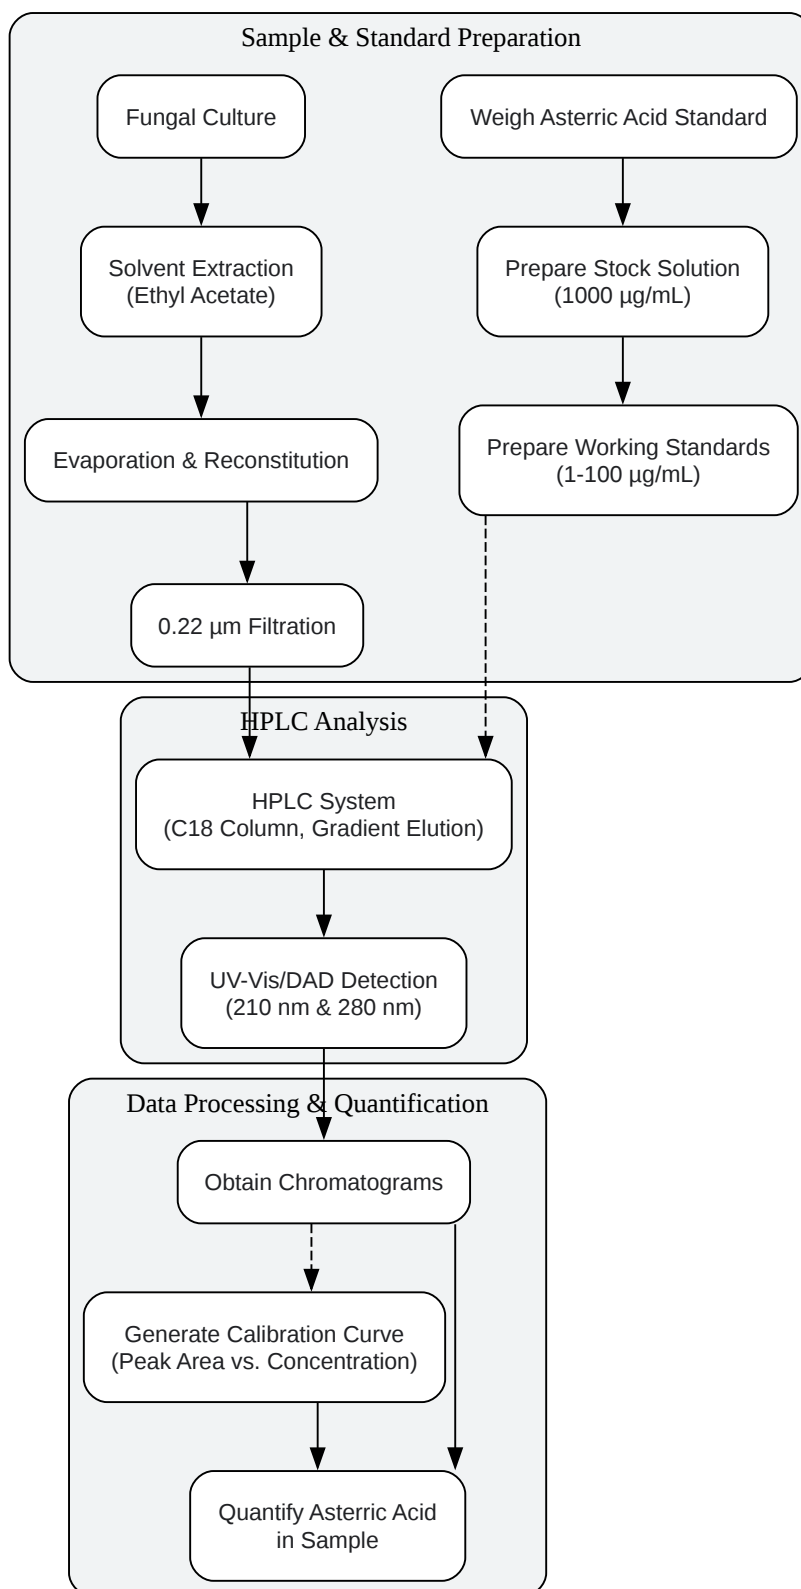 Sample & Standard Preparation
Fungal Culture
Weigh Asterric Acid Standard
Solvent Extraction
(Ethyl Acetate)
Prepare Stock Solution
(1000 µg/mL)
Evaporation & Reconstitution
Prepare Working Standards
(1-100 µg/mL)
0.22 µm Filtration
HPLC Analysis
HPLC System
(C18 Column, Gradient Elution)
UV-Vis/DAD Detection
(210 nm & 280 nm)
Data Processing & Quantification
Obtain Chromatograms
Generate Calibration Curve
(Peak Area vs. Concentration)
Quantify Asterric Acid
in Sample